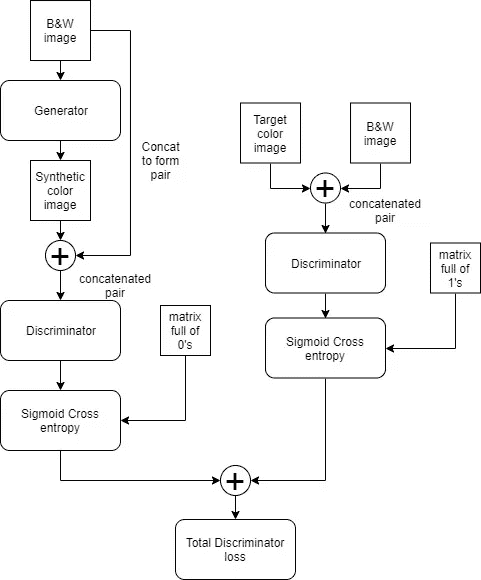 B&W
image
Generator
Synthetic
color
image
Concat
to form
pair
concatenated
pair
Discriminator
matrix
full of
0's
Sigmoid Cross
entropy
Target
color
image
B&W
image
concatenated
pair
Discriminator
matrix
full of
1's
Sigmoid Cross
entropy
Total Discriminator
loss